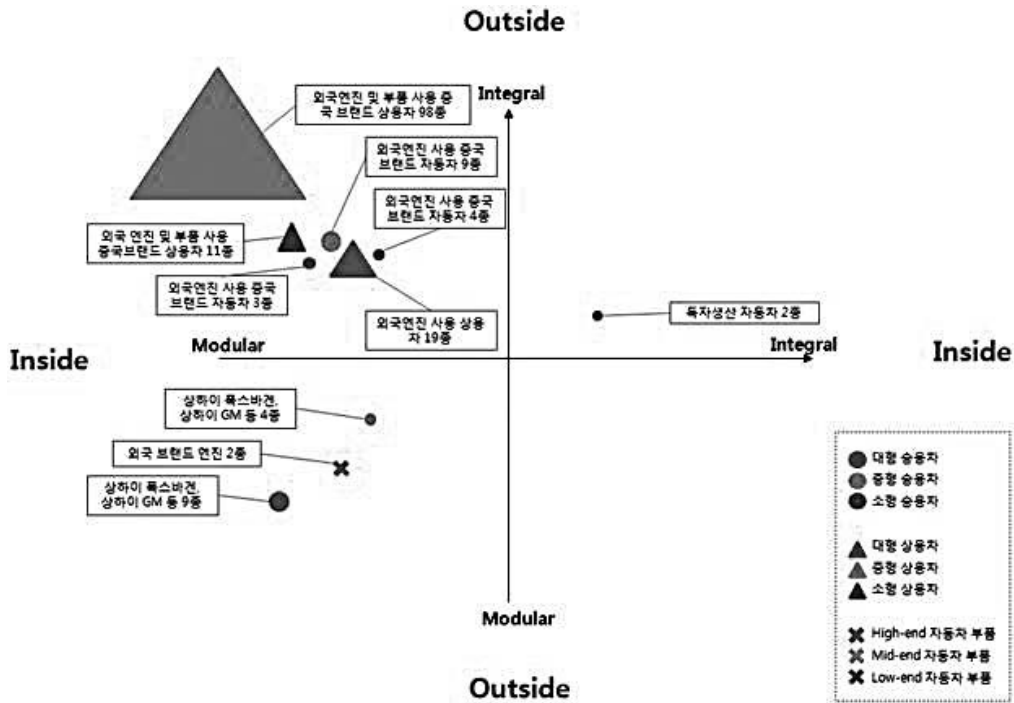 Outside
외국엔진 및 부품 사용 중
국 브랜드 상용차 98종
Integral
외국엔진 사용 중국
브랜드 자동차 9종
외국엔진 사용 중국
브랜드 자동차 4종
외국 엔진 및 부품 사용
중국브랜드 상용차 11종
외국엔진 사용 중국
브랜드 자동차 3종
외국엔진 사용 상용
차 19종
독자생산 자동차 2종
Inside
Modular
Integral
Inside
상하이 폭스바겐,
상하이 GM 등 4종
외국 브랜드 엔진 2종
상하이 폭스바겐,
상하이 GM 등 9종
Modular
Outside
대형 승용차
중형 승용차
소형 승용차
대형 상용차
중형 상용차
소형 상용차
High-end 자동차 부품
Mid-end 자동차 부품
Low-end 자동차 부품